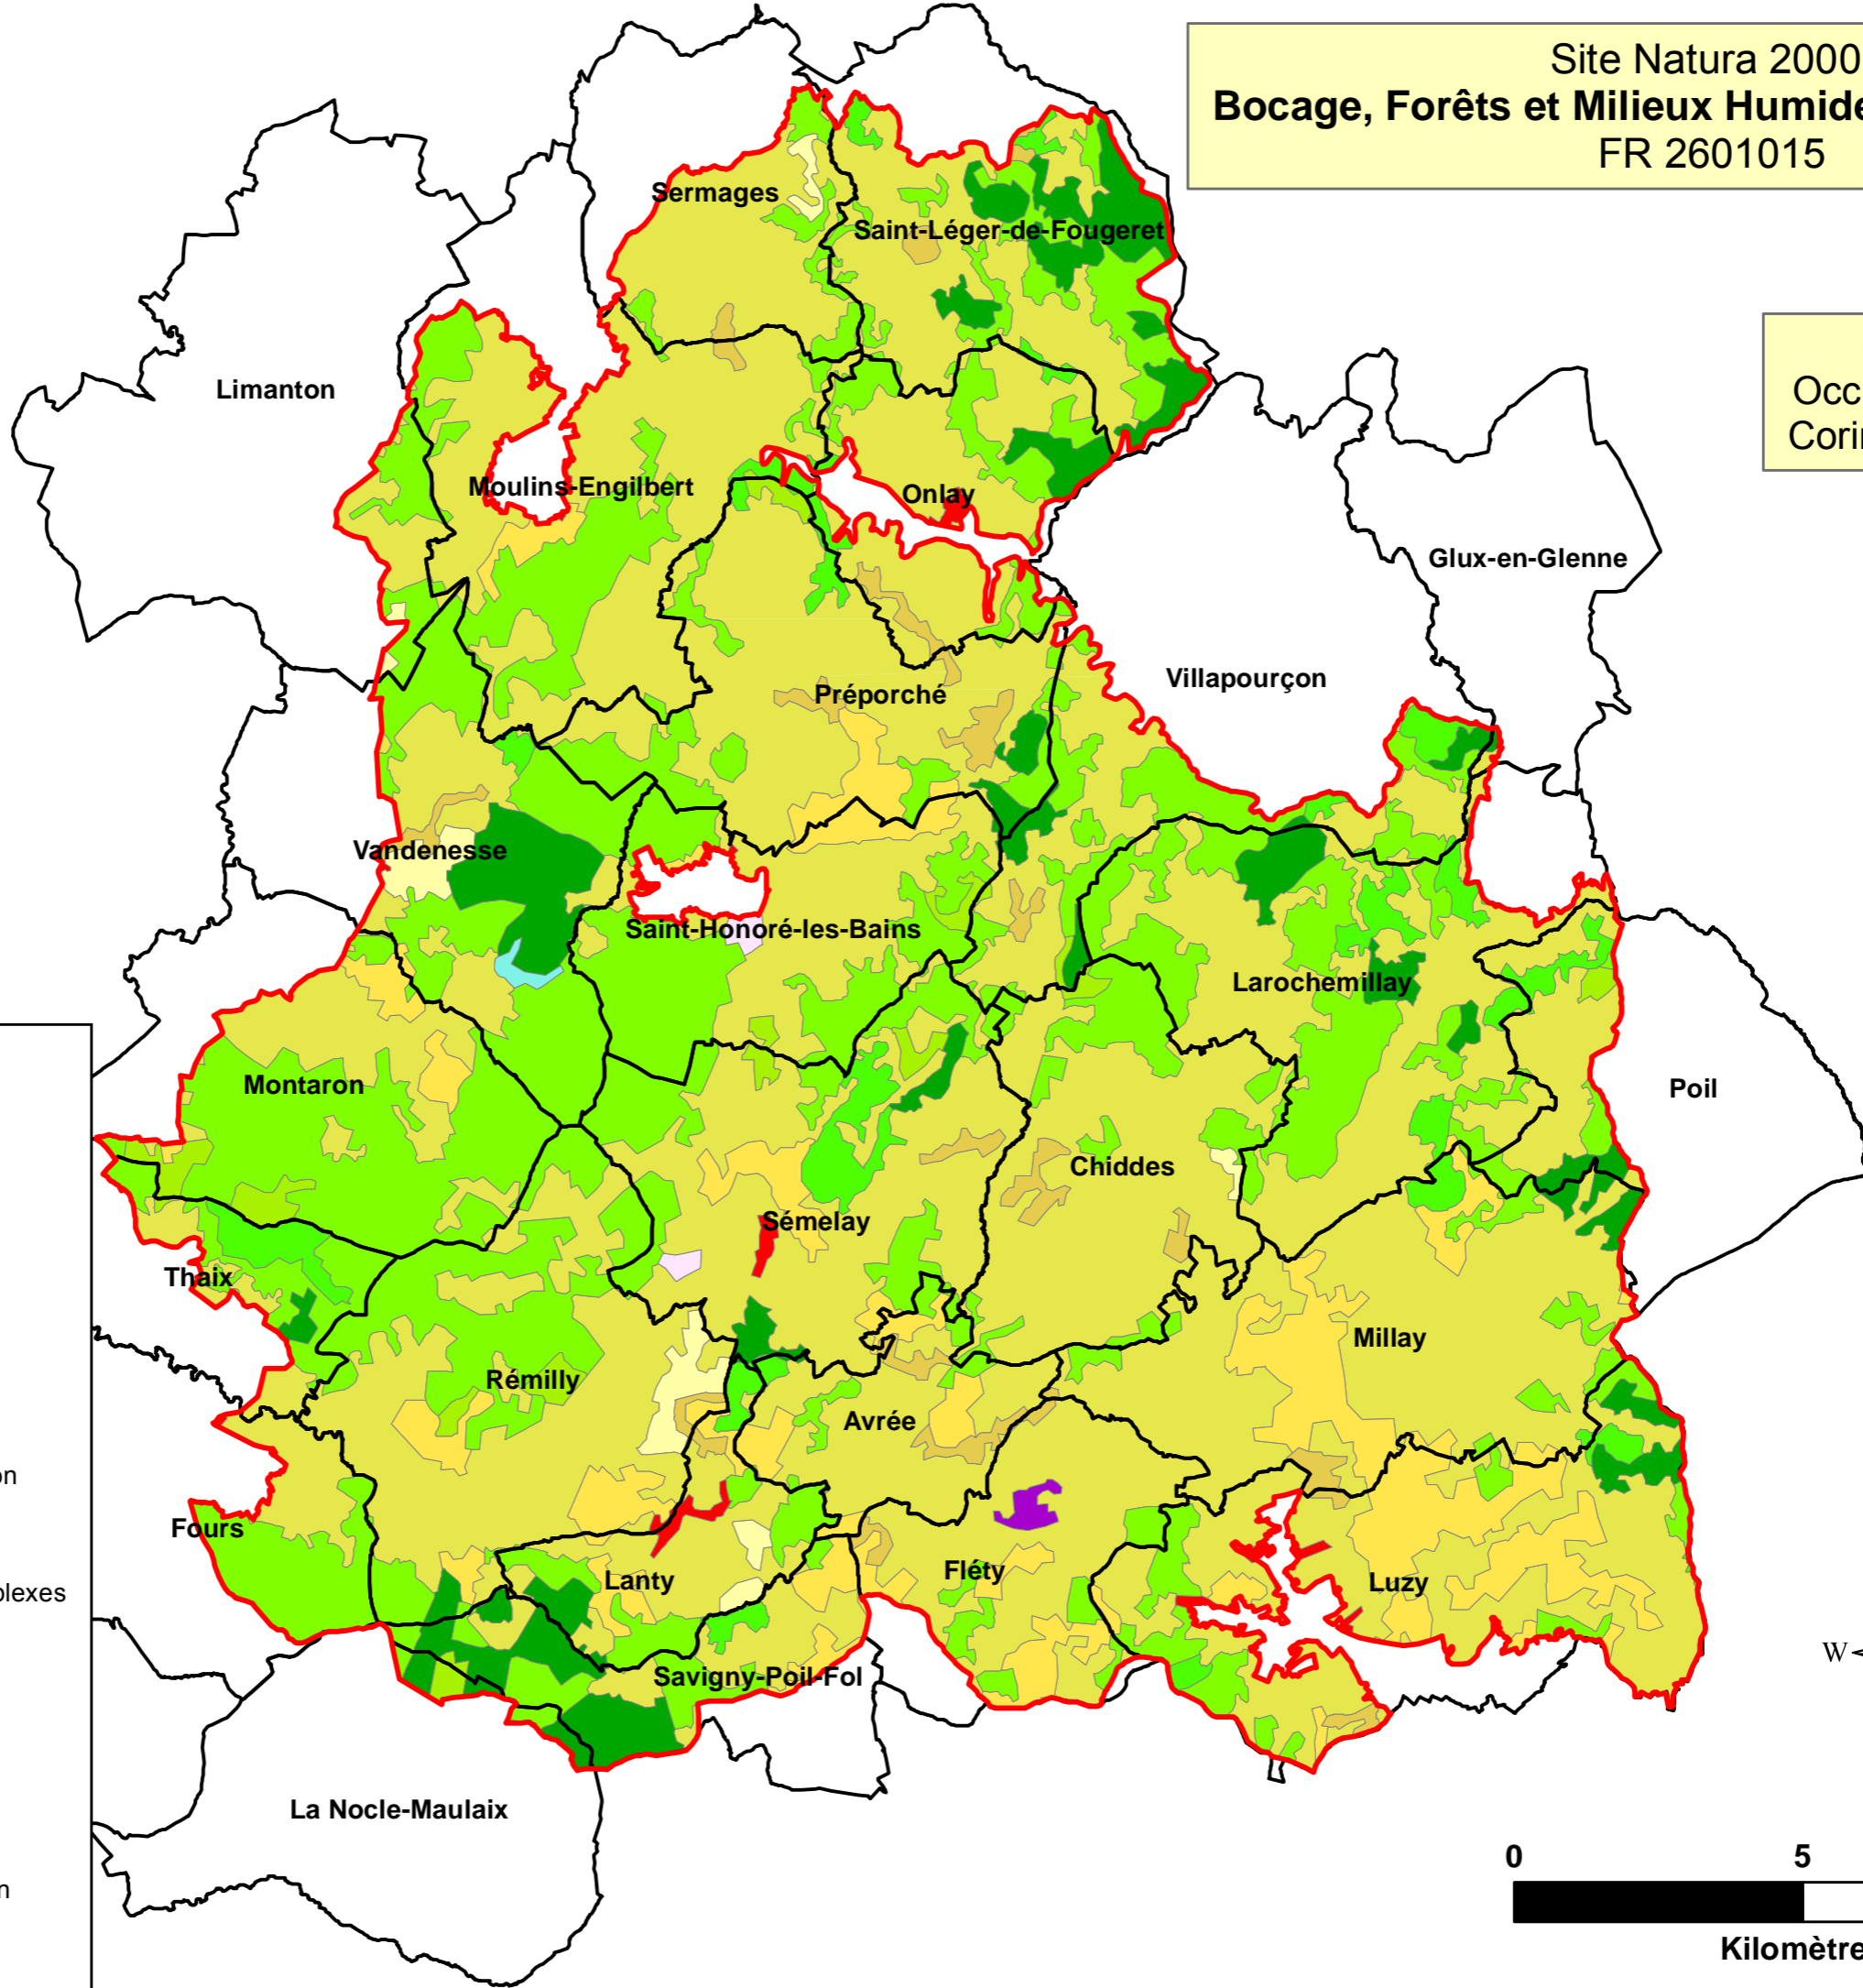 Site Natura 2000
Bocage, Forêts et Milieux Humide
FR 2601015
Sermages
Saint-Léger-de-Fougeret
Limanton
Occ
Corin
Moulins-Engilbert
Onlay
Glux-en-Glenne
Villapourçon
Préporché
Vandenesse
Saint-Honoré-les-Bains
Larochemillay
Montaron
Poil
Chiddes
Sémelay
Thaix
Millay
Rémilly
Avrée
on
Fours
Fléty
Lanty
Luzy
plexes
W
Savigny-Poil-Fol
La Nocle-Maulaix
0 5
n
Kilomètre